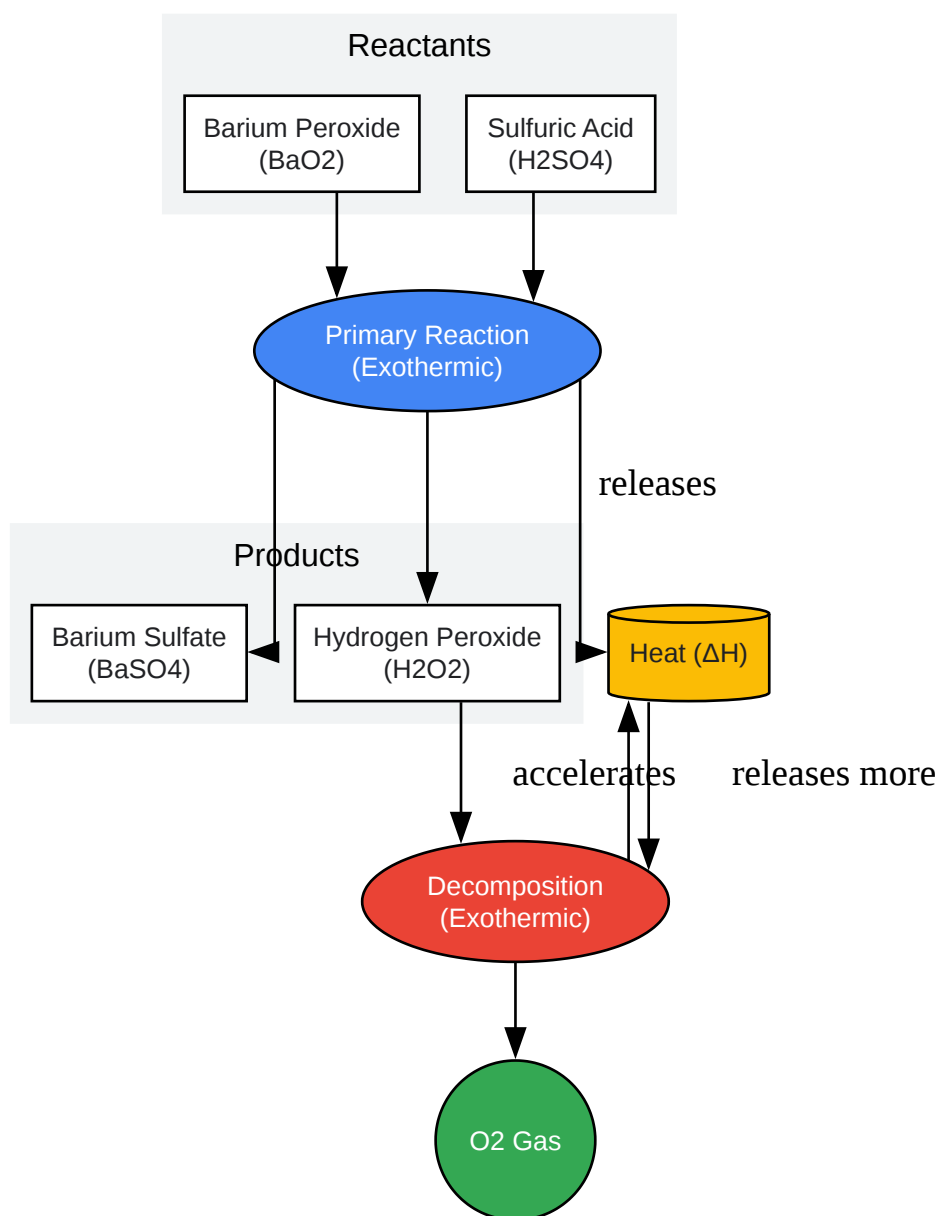 Reactants
Barium Peroxide
(BaO2)
Sulfuric Acid
(H2SO4)
Primary Reaction
(Exothermic)
releases
Products
Barium Sulfate
(BaSO4)
Hydrogen Peroxide
(H2O2)
Heat (ΔH)
accelerates
releases more
Decomposition
(Exothermic)
O2 Gas